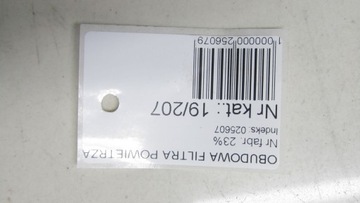 OBUDOWA FILTRA POWIETRZA
Nr fabr. 23%
Indeks. 025607
Nr kat.: 19/207
1 000000 256079